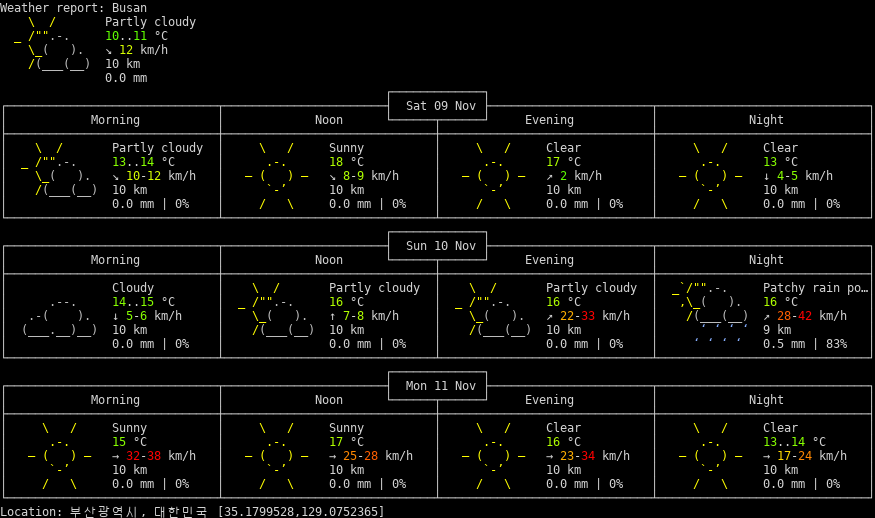 Weather report: Busan
Partly cloudy
10..11 °C
↘ 12 km/h
10 km
0.0 mm
Sat 09 Nov
Morning Noon Evening Night
Partly cloudy Sunny Clear Clear
13..14 °C 18 °C 17 °C 13 °C
↘ 10-12 km/h ↘ 8-9 km/h ↗ 2 km/h ↓ 4-5 km/h
10 km 10 km 10 km 10 km
0.0 mm | 0% 0.0 mm | 0% 0.0 mm | 0% 0.0 mm | 0%
Sun 10 Nov
Morning Noon Evening Night
Cloudy Partly cloudy Partly cloudy Patchy rain po…
14..15 °C 16 °C 16 °C 16 °C
↓ 5-6 km/h ↑ 7-8 km/h ↗ 22-33 km/h ↗ 28-42 km/h
10 km 10 km 10 km 9 km
0.0 mm | 0% 0.0 mm | 0% 0.0 mm | 0% 0.5 mm | 83%
Mon 11 Nov
Morning Noon Evening Night
Sunny Sunny Clear Clear
15 °C 17 °C 16 °C 13..14 °C
→ 32-38 km/h → 25-28 km/h → 23-34 km/h → 17-24 km/h
10 km 10 km 10 km 10 km
0.0 mm | 0% 0.0 mm | 0% 0.0 mm | 0% 0.0 mm | 0%
Location: 부산광역시, 대한민국 [35.1799528,129.0752365]